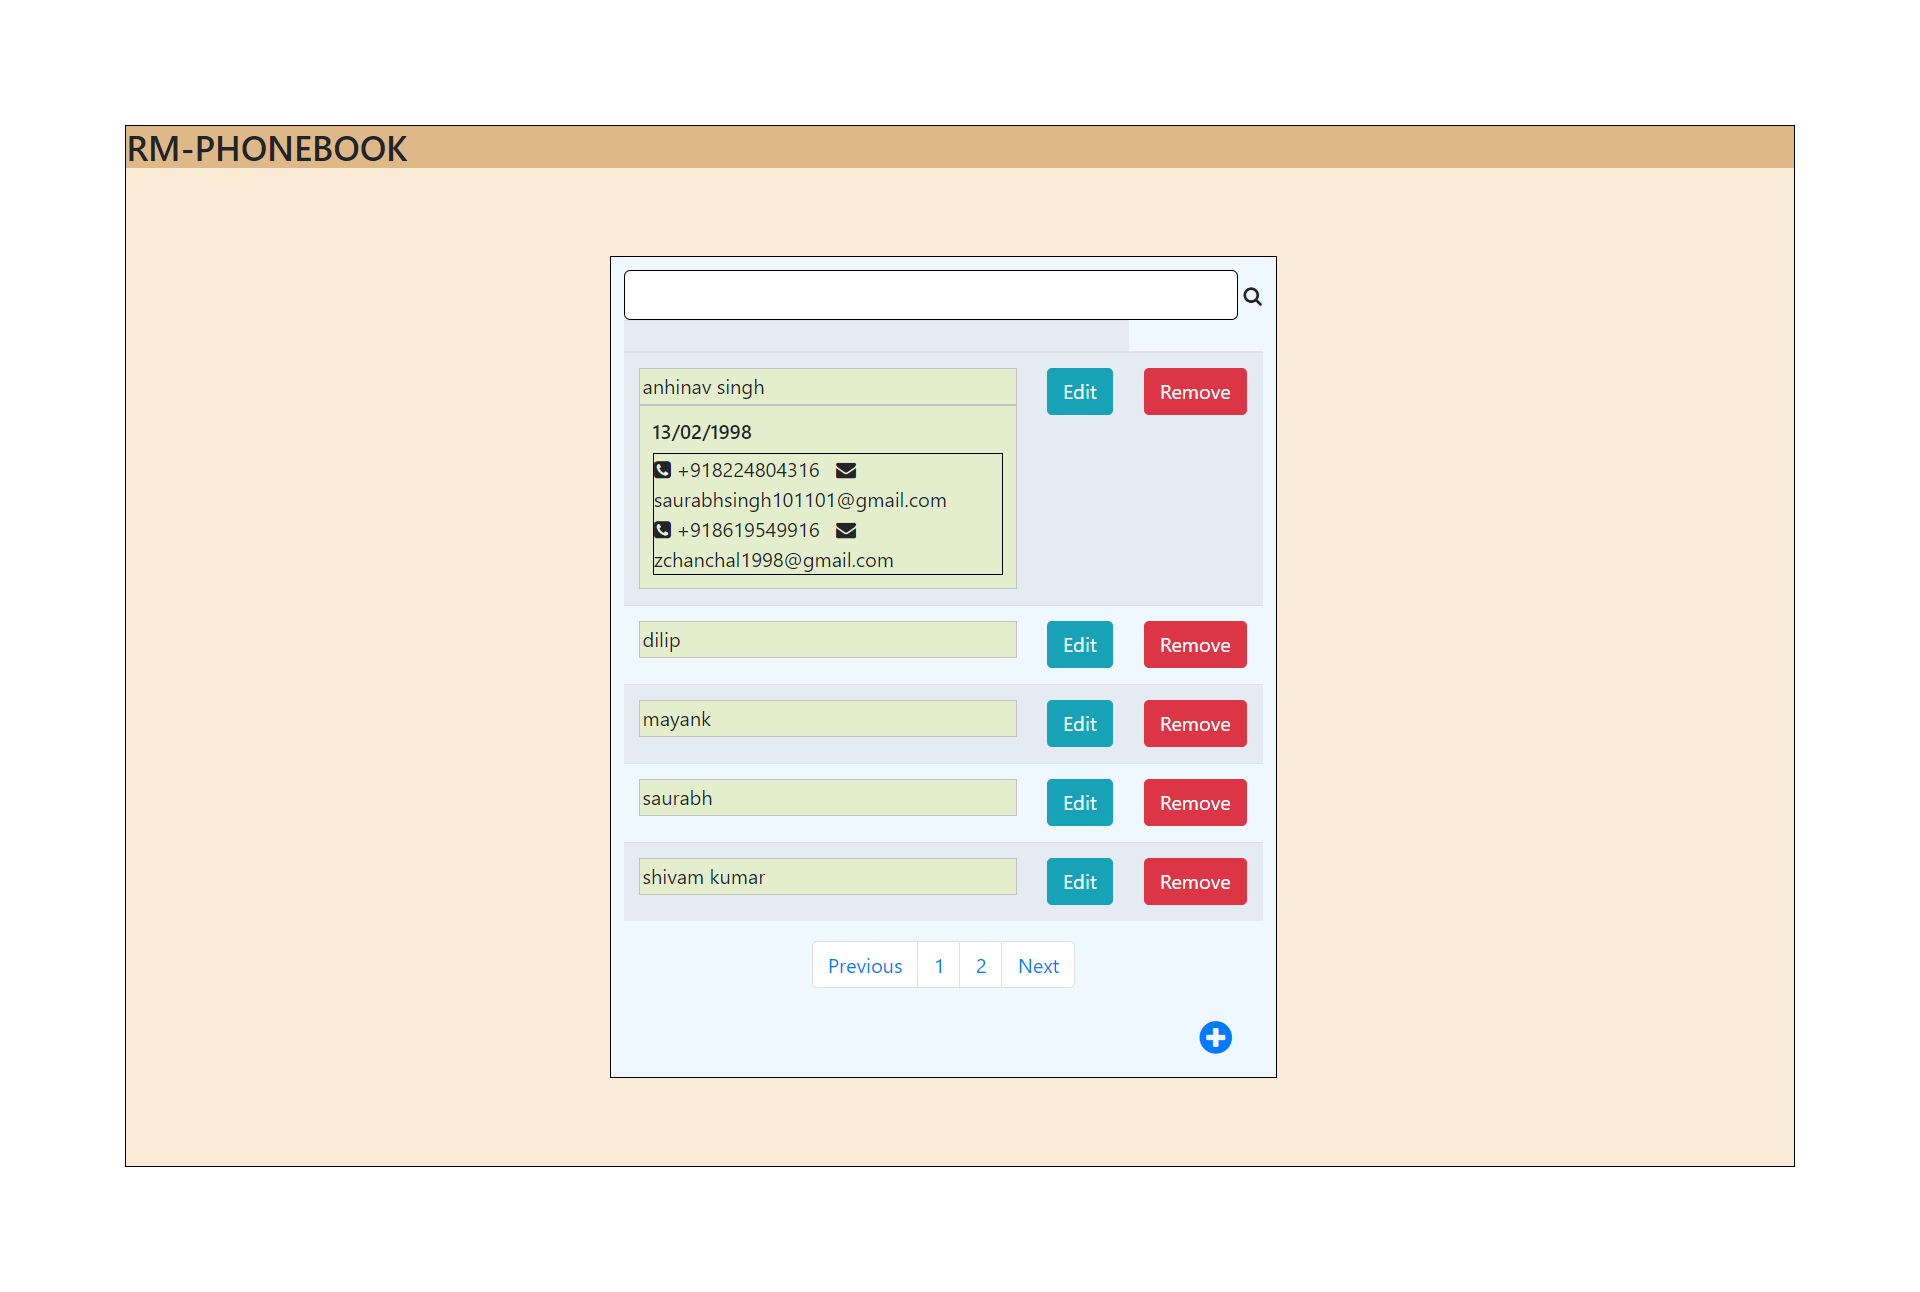 RM-PHONEBOOK
anhinav singh Edit Remove
13/02/1998
+918224804316
saurabhsingh101101@gmail.com
+918619549916
zchanchal1998@gmail.com
dilip Edit Remove
mayank Edit Remove
saurabh Edit Remove
shivam kumar Edit Remove
Previous 1 2 Next